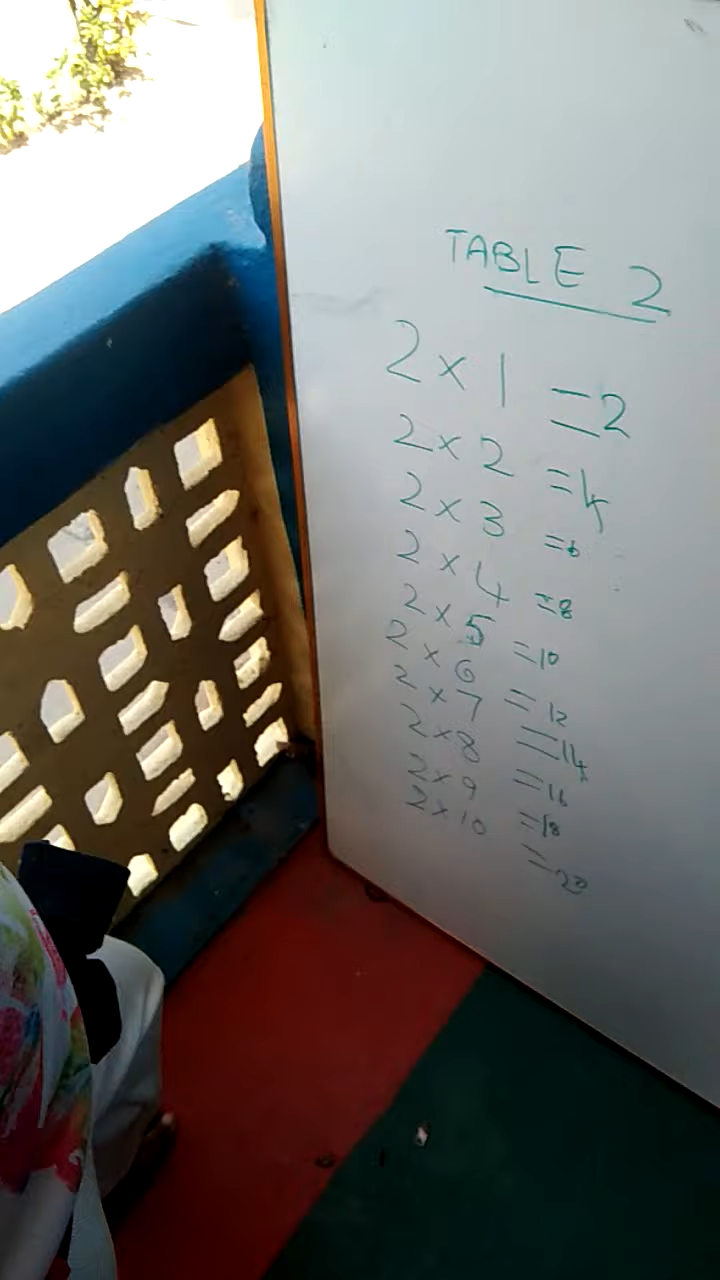 TABLE 2
2 × 1 = 2
2 × 2 = 4
2 × 3 = 6
2 × 4 = 8
2 × 5 = 10
2 × 6 = 12
2 × 7 = 14
2 × 8 = 16
2 × 9 = 18
2 × 10 = 20